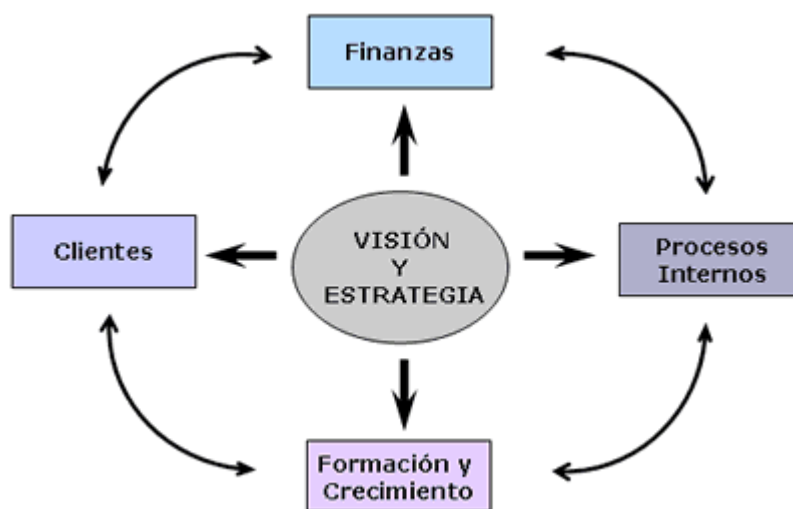 Finanzas
Clientes
VISIÓN
Y
ESTRATEGIA
Procesos
Internos
Formación y
Crecimiento